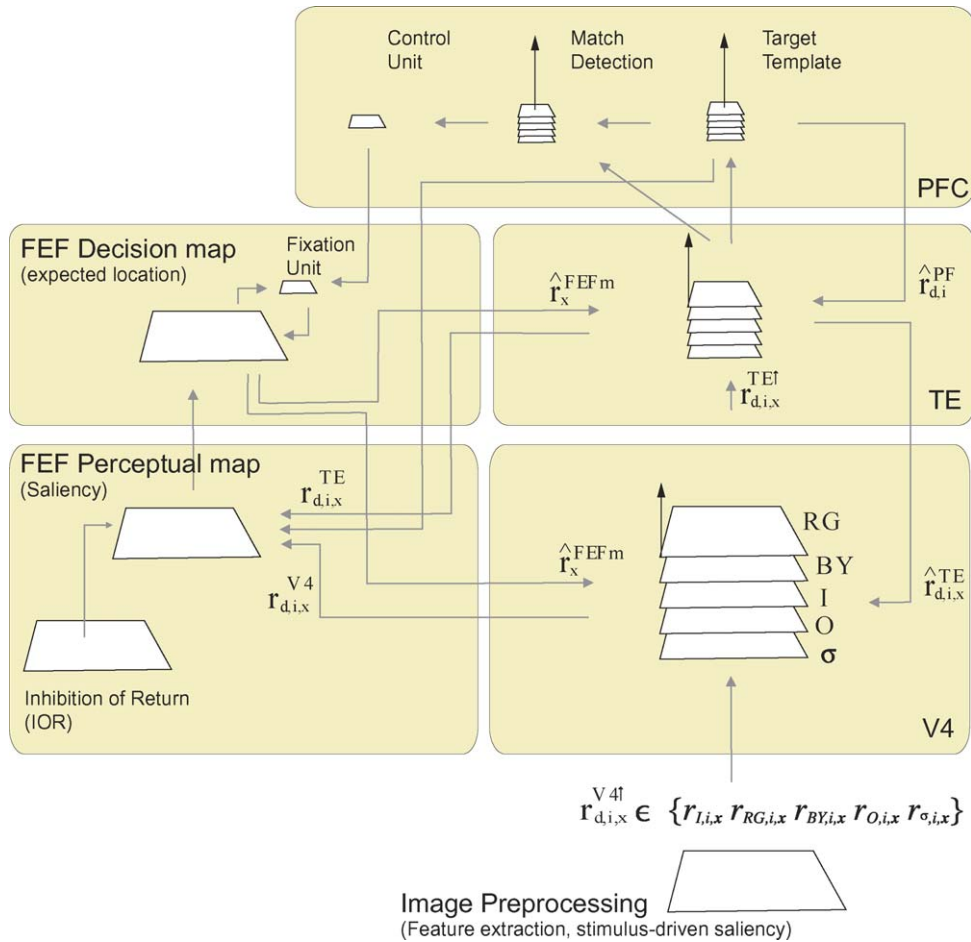 Control
Unit
Match
Detection
Target
Template
PFC
FEF Decision map
(expected location)
Fixation
Unit
r̂_x^FEFm
r̂_d,i^PF
r_d,i,x^TE↑
TE
FEF Perceptual map
(Saliency)
r_d,i,x^TE
r_d,i,x^V4
r̂_x^FEFm
RG
BY
I
O
σ
r̂_d,i,x^TE
Inhibition of Return
(IOR)
V4
r_d,i,x^V4↑ ϵ {r_I,i,x r_RG,i,x r_BY,i,x r_O,i,x r_σ,i,x}
Image Preprocessing
(Feature extraction, stimulus-driven saliency)